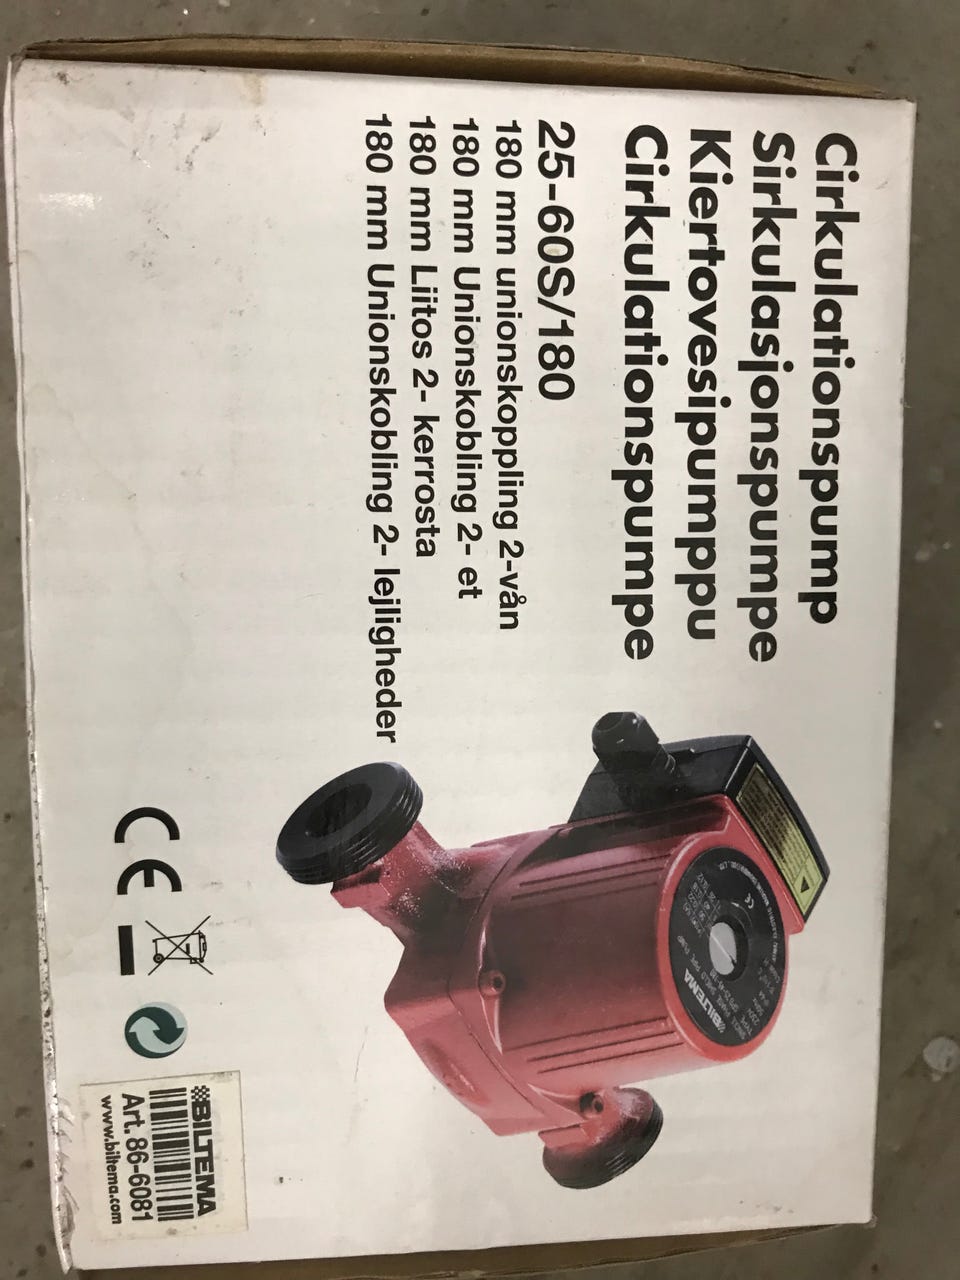 Cirkulationspump
Sirkulasjonspumpe
Kiertovesipumppu
Cirkulationspumpe
25-60S/180
180 mm unionskoppling 2-vån
180 mm Unionskobling 2- et
180 mm Liitos 2- kerrosta
180 mm Unionskobling 2- lejligheder
BILTEMA
CE
BILTEMA
Art. 86-6081
www.biltema.com